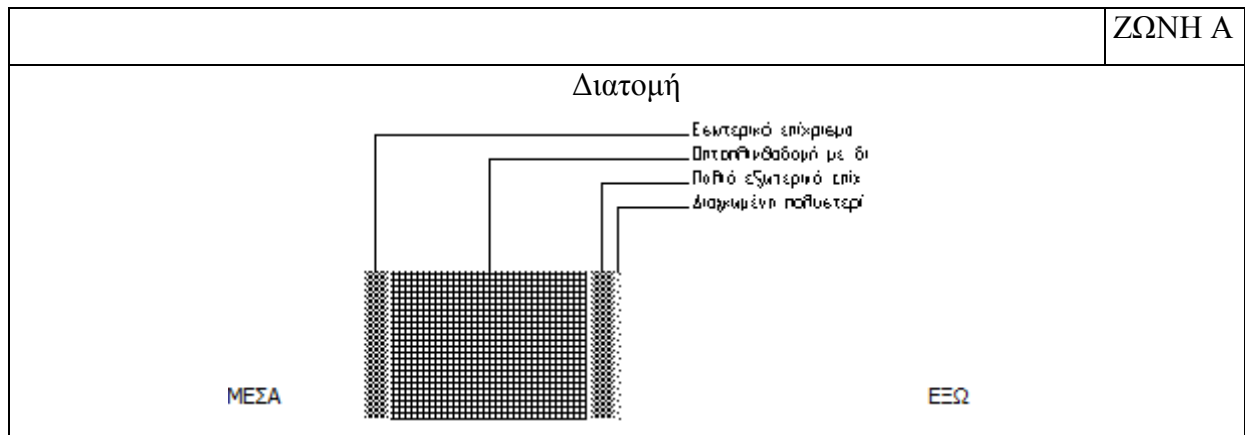 ΖΩΝΗ Α
Διατομή
Εσωτερικό επίχρισμα
Οπτοπλινθοδομή με δι
Παλιό εξωτερικό επίχ
Διογκωμένη πολυστερί
ΜΕΣΑ
ΕΞΩ